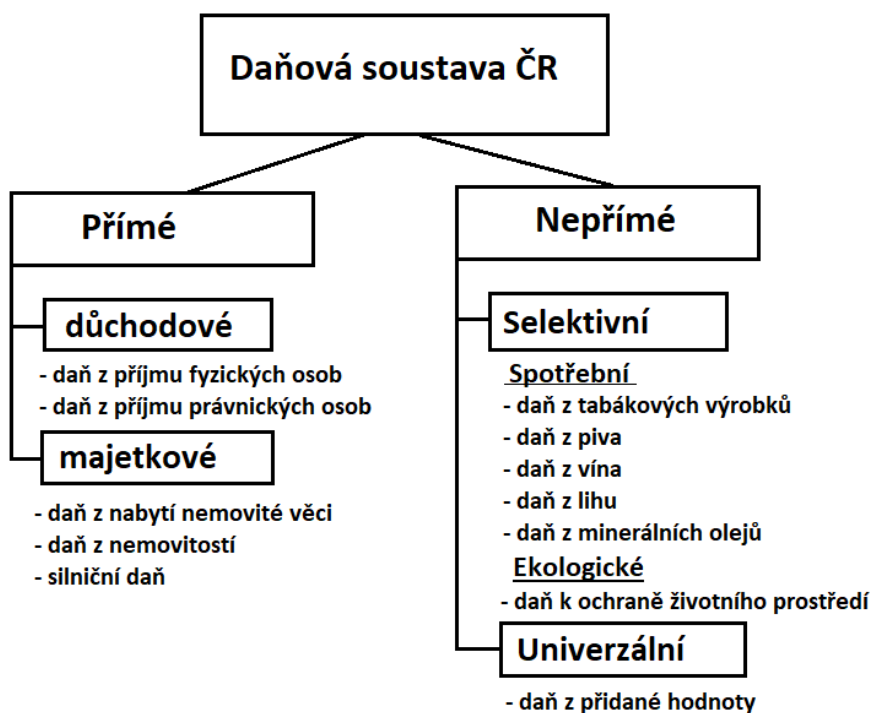 Daňová soustava ČR
Přímé
důchodové
- daň z příjmu fyzických osob
- daň z příjmu právnických osob
majetkové
- daň z nabytí nemovité věci
- daň z nemovitostí
- silniční daň
Nepřímé
Selektivní
Spotřební
- daň z tabákových výrobků
- daň z piva
- daň z vína
- daň z lihu
- daň z minerálních olejů
Ekologické
- daň k ochraně životního prostředí
Univerzální
- daň z přidané hodnoty